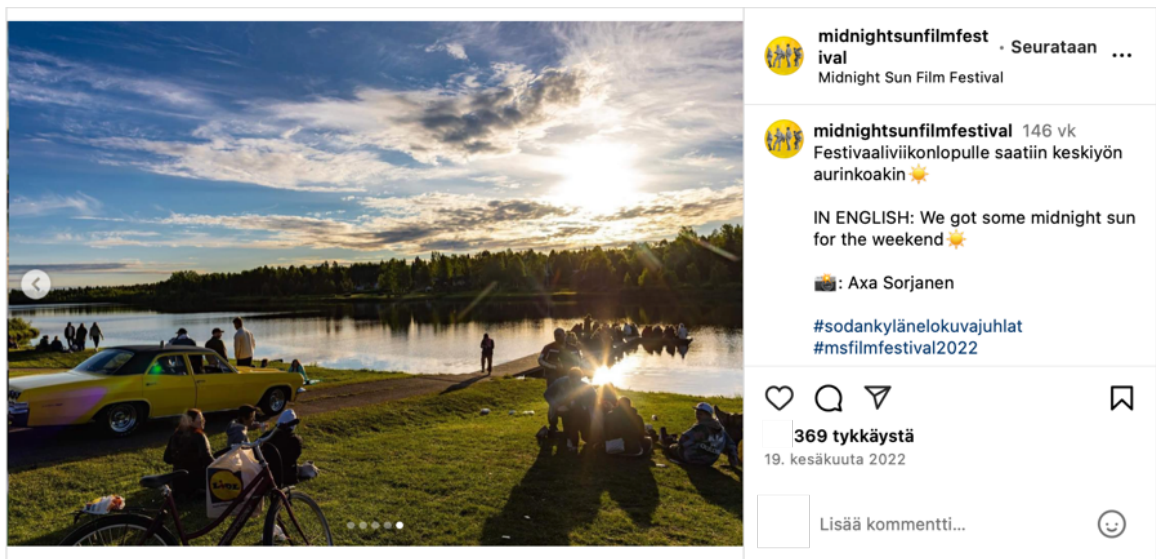 midnightsunfilmfest
ival
• Seurataan
Midnight Sun Film Festival
midnightsunfilmfestival 146 vk
Festivaaliviikonlopulle saatiin keskiyön
aurinkoakin☀️
IN ENGLISH: We got some midnight sun
for the weekend☀️
📸: Axa Sorjanen
#sodankylänelokuvajuhlat
#msfilmfestival2022
369 tykkäystä
19. kesäkuuta 2022
Lisää kommentti...
LIDL